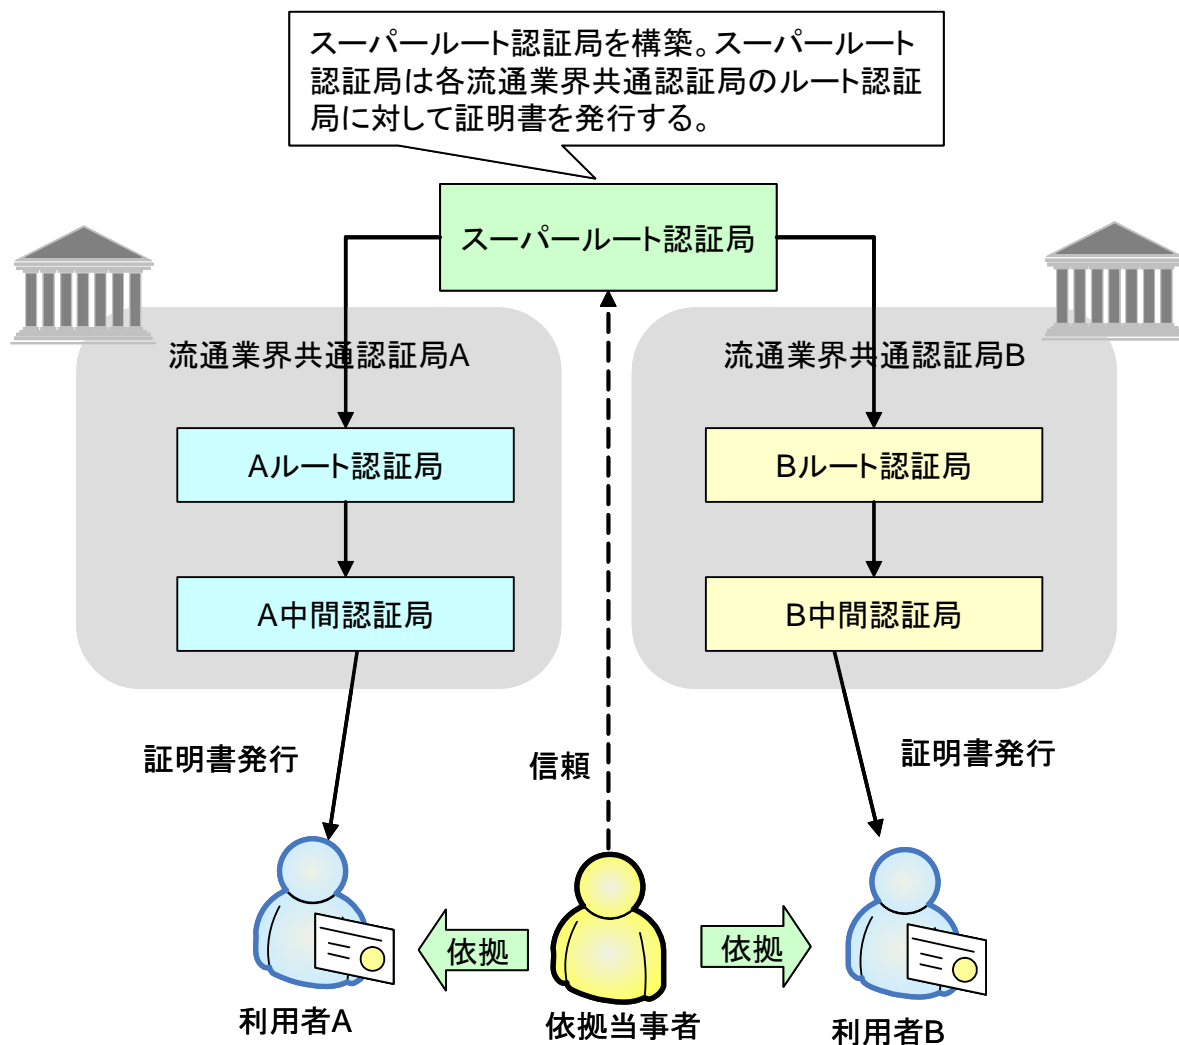 スーパールート認証局を構築。スーパールート
認証局は各流通業界共通認証局のルート認証
局に対して証明書を発行する。
スーパールート認証局
流通業界共通認証局A
流通業界共通認証局B
Aルート認証局
Bルート認証局
A中間認証局
B中間認証局
証明書発行
信頼
証明書発行
依拠
依拠
利用者A
依拠当事者
利用者B